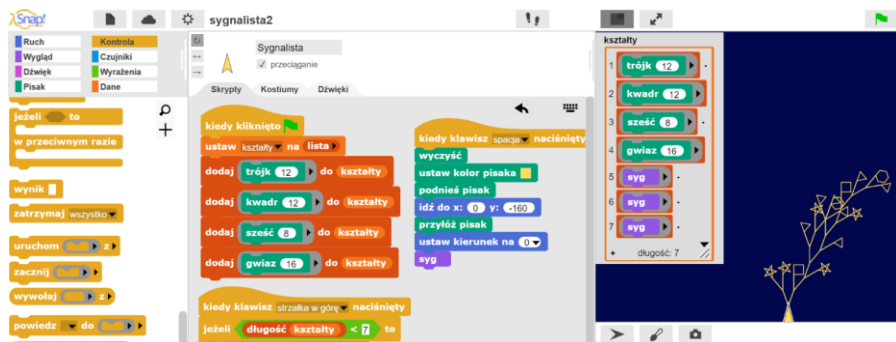 Snap!
sygnalista2
Ruch
Kontrola
Wygląd
Czujniki
Dźwięk
Wyrażenia
Pisak
Dane
jeżeli to
w przeciwnym razie
wynik
zatrzymaj wszystko
uruchom z
zacznij
wywołaj z
powiedz do
Sygnalista
przeciąganie
Skrypty Kostiumy Dźwięki
kiedy kliknięto
ustaw kształty na lista
dodaj trójk 12 do kształty
dodaj kwadr 12 do kształty
dodaj sześć 8 do kształty
dodaj gwiaz 16 do kształty
kiedy klawisz strzałka w górę naciśnięty
jeżeli długość kształty < 7 to
kiedy klawisz spacja naciśnięty
wyczyść
ustaw kolor pisaka
podnieś pisak
idź do x: 0 y: -160
przyłóż pisak
ustaw kierunek na 0
syg
kształty
1 trójk 12
2 kwadr 12
3 sześć 8
4 gwiaz 16
5 syg
6 syg
7 syg
+ długość: 7